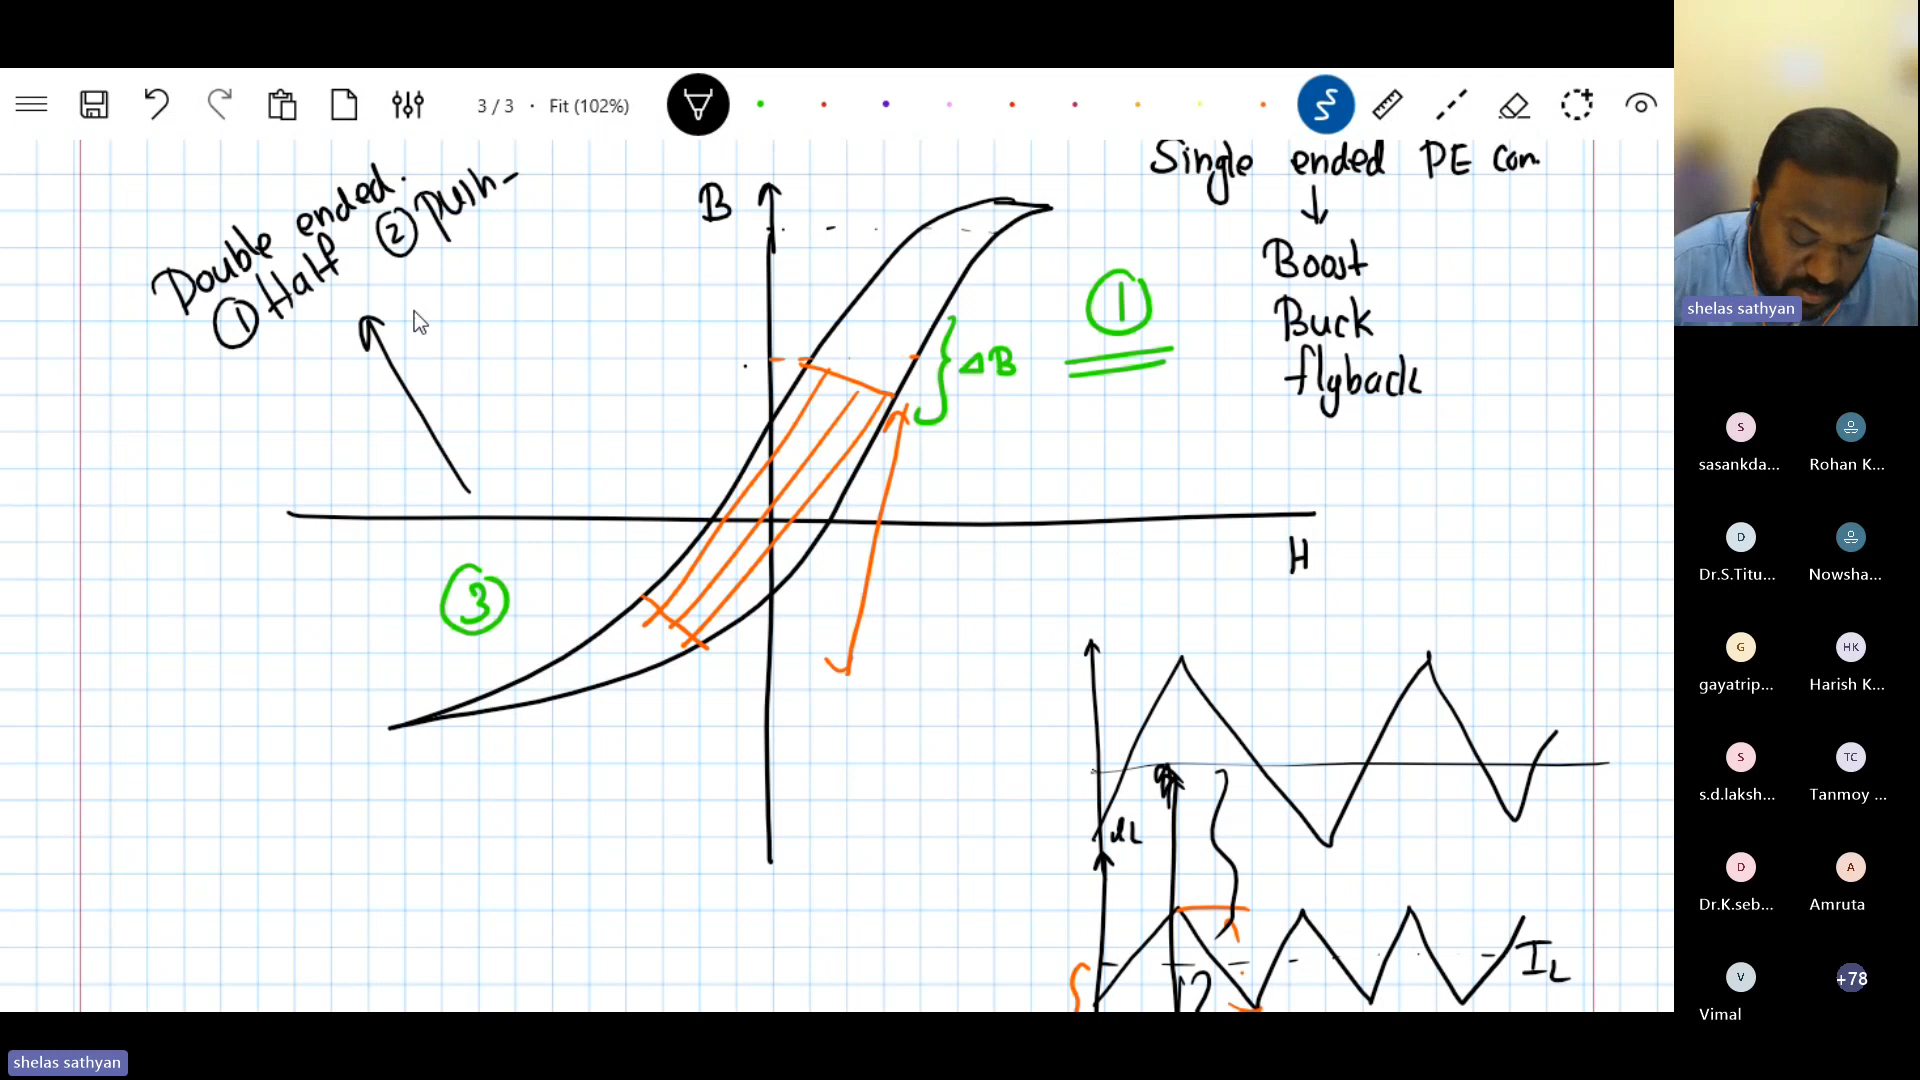 3 / 3 · Fit (102%)
Double ended.
① Half ② push-
B
Single ended PE con.
Boost
Buck
flyback
①
ΔB
H
③
iL
IL
shelas sathyan
sasankda...
Rohan K...
Dr.S.Titu...
Nowsha...
gayatrip...
Harish K...
s.d.laksh...
Tanmoy ...
Dr.K.seb...
Amruta
Vimal
+78
S
D
G
HK
S
TC
D
A
V
shelas sathyan